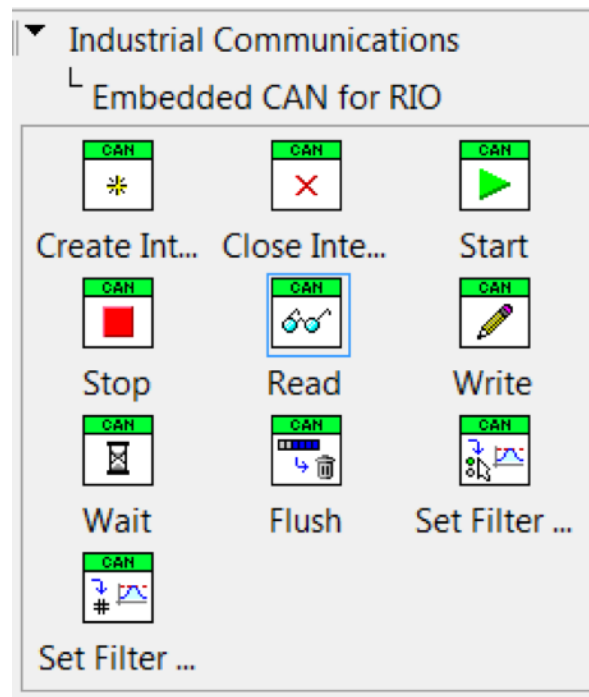 Industrial Communications
Embedded CAN for RIO
CAN CAN CAN
Create Int... Close Inte... Start
CAN CAN CAN
Stop Read Write
CAN CAN CAN
Wait Flush Set Filter ...
CAN
#
Set Filter ...